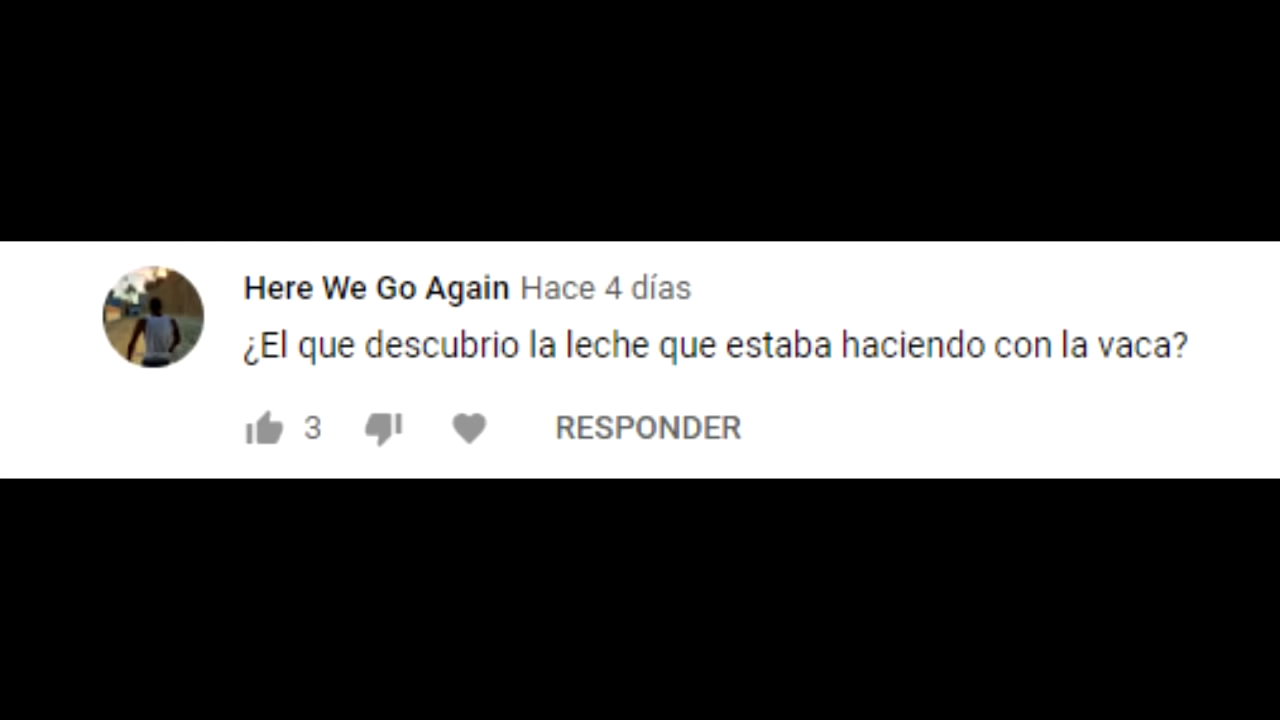 Here We Go Again Hace 4 días
¿El que descubrio la leche que estaba haciendo con la vaca?
3 RESPONDER